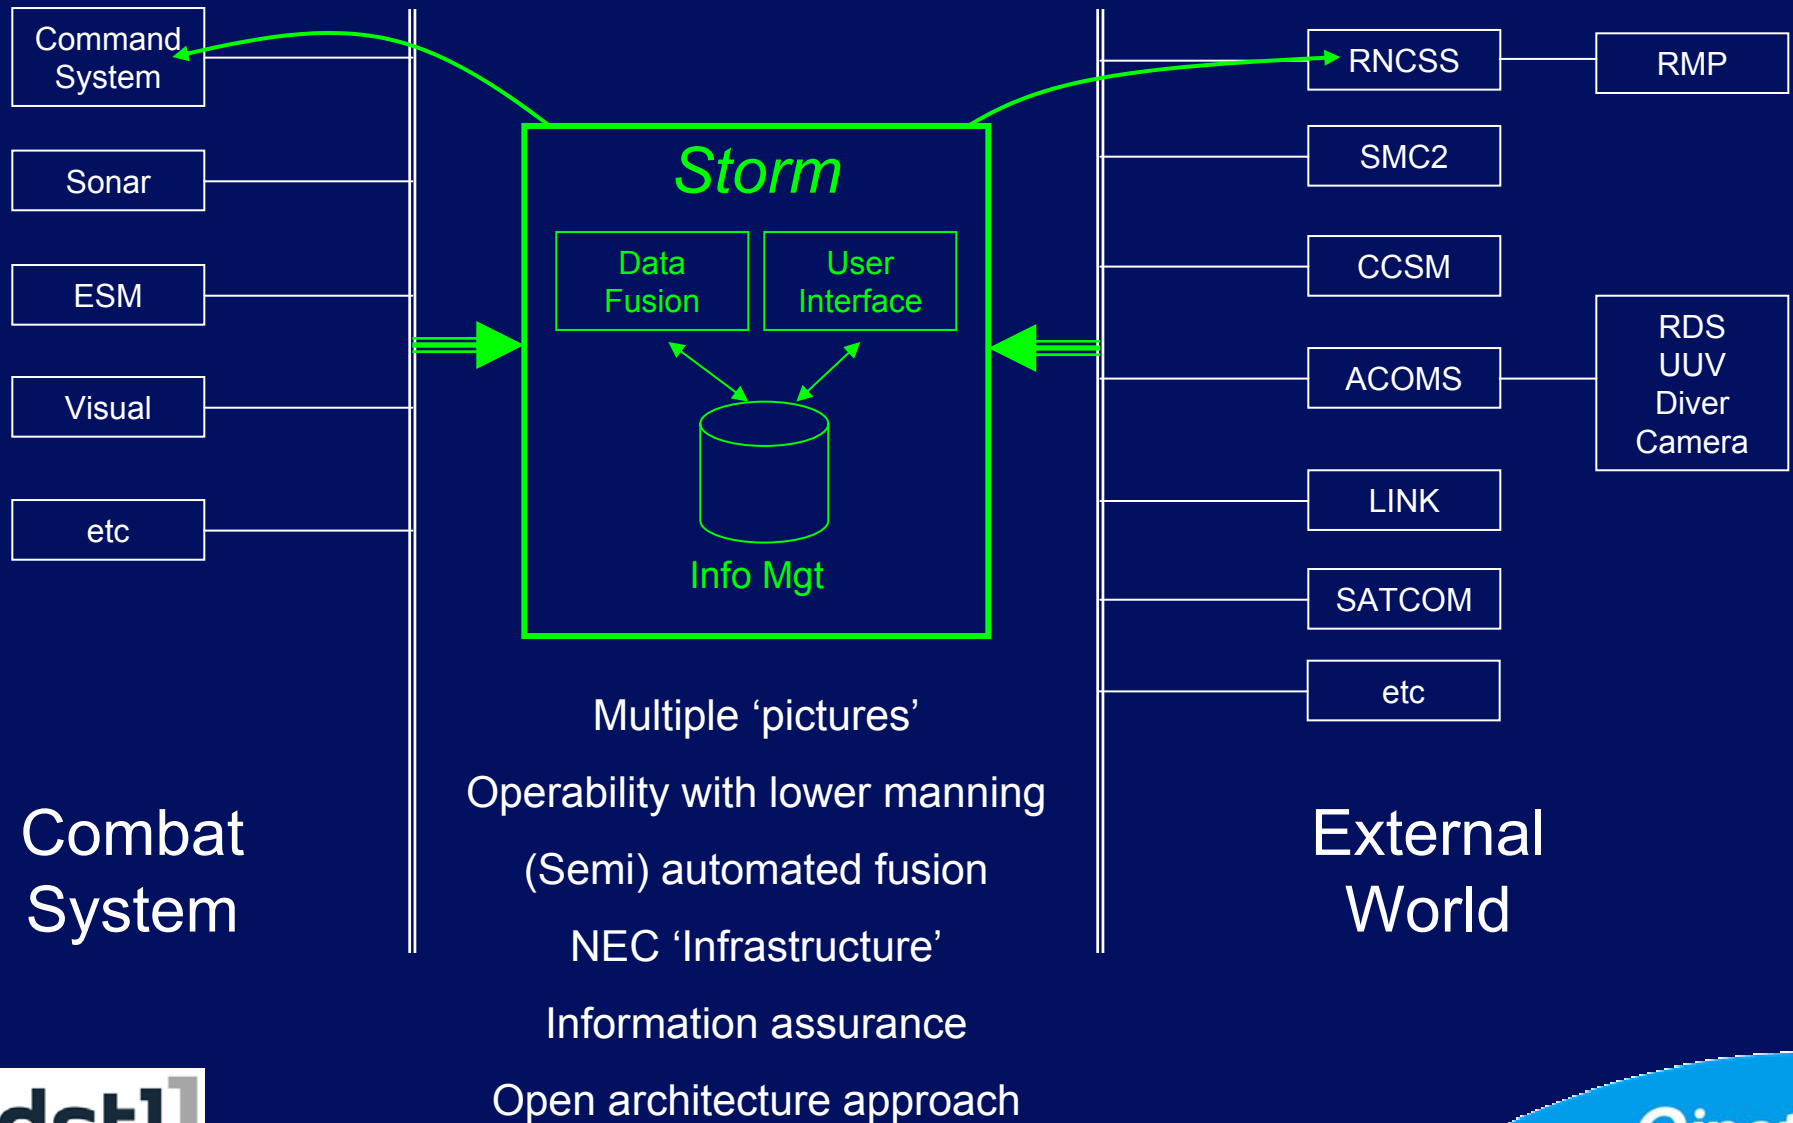 Command
System
Sonar
ESM
Visual
etc
Combat
System
Storm
Data
Fusion
User
Interface
Info Mgt
Multiple ‘pictures’
Operability with lower manning
(Semi) automated fusion
NEC ‘Infrastructure’
Information assurance
Open architecture approach
RNCSS
RMP
SMC2
CCSM
ACOMS
RDS
UUV
Diver
Camera
LINK
SATCOM
etc
External
World
dstl